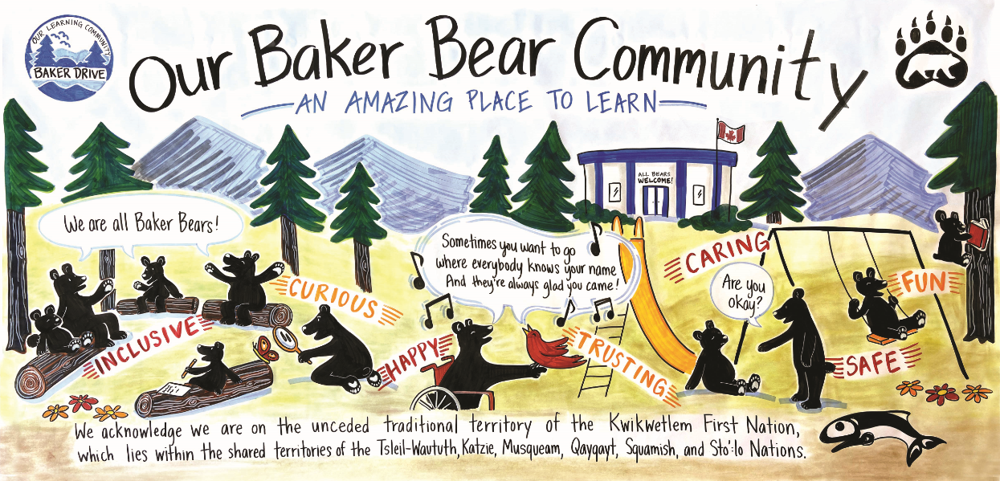 OUR LEARNING COMMUNITY
BAKER DRIVE
Our Baker Bear Community
AN AMAZING PLACE TO LEARN
ALL BEARS
WELCOME!
We are all Baker Bears!
Sometimes you want to go
where everybody knows your name
And they're always glad you came!
CARING
Are you
okay?
FUN
CURIOUS
INCLUSIVE
HAPPY
TRUSTING
SAFE
We acknowledge we are on the unceded traditional territory of the Kwikwetlem First Nation,
which lies within the shared territories of the Tsleil-Waututh, Katzie, Musqueam, Qayqayt, Squamish, and Sto':lo Nations.